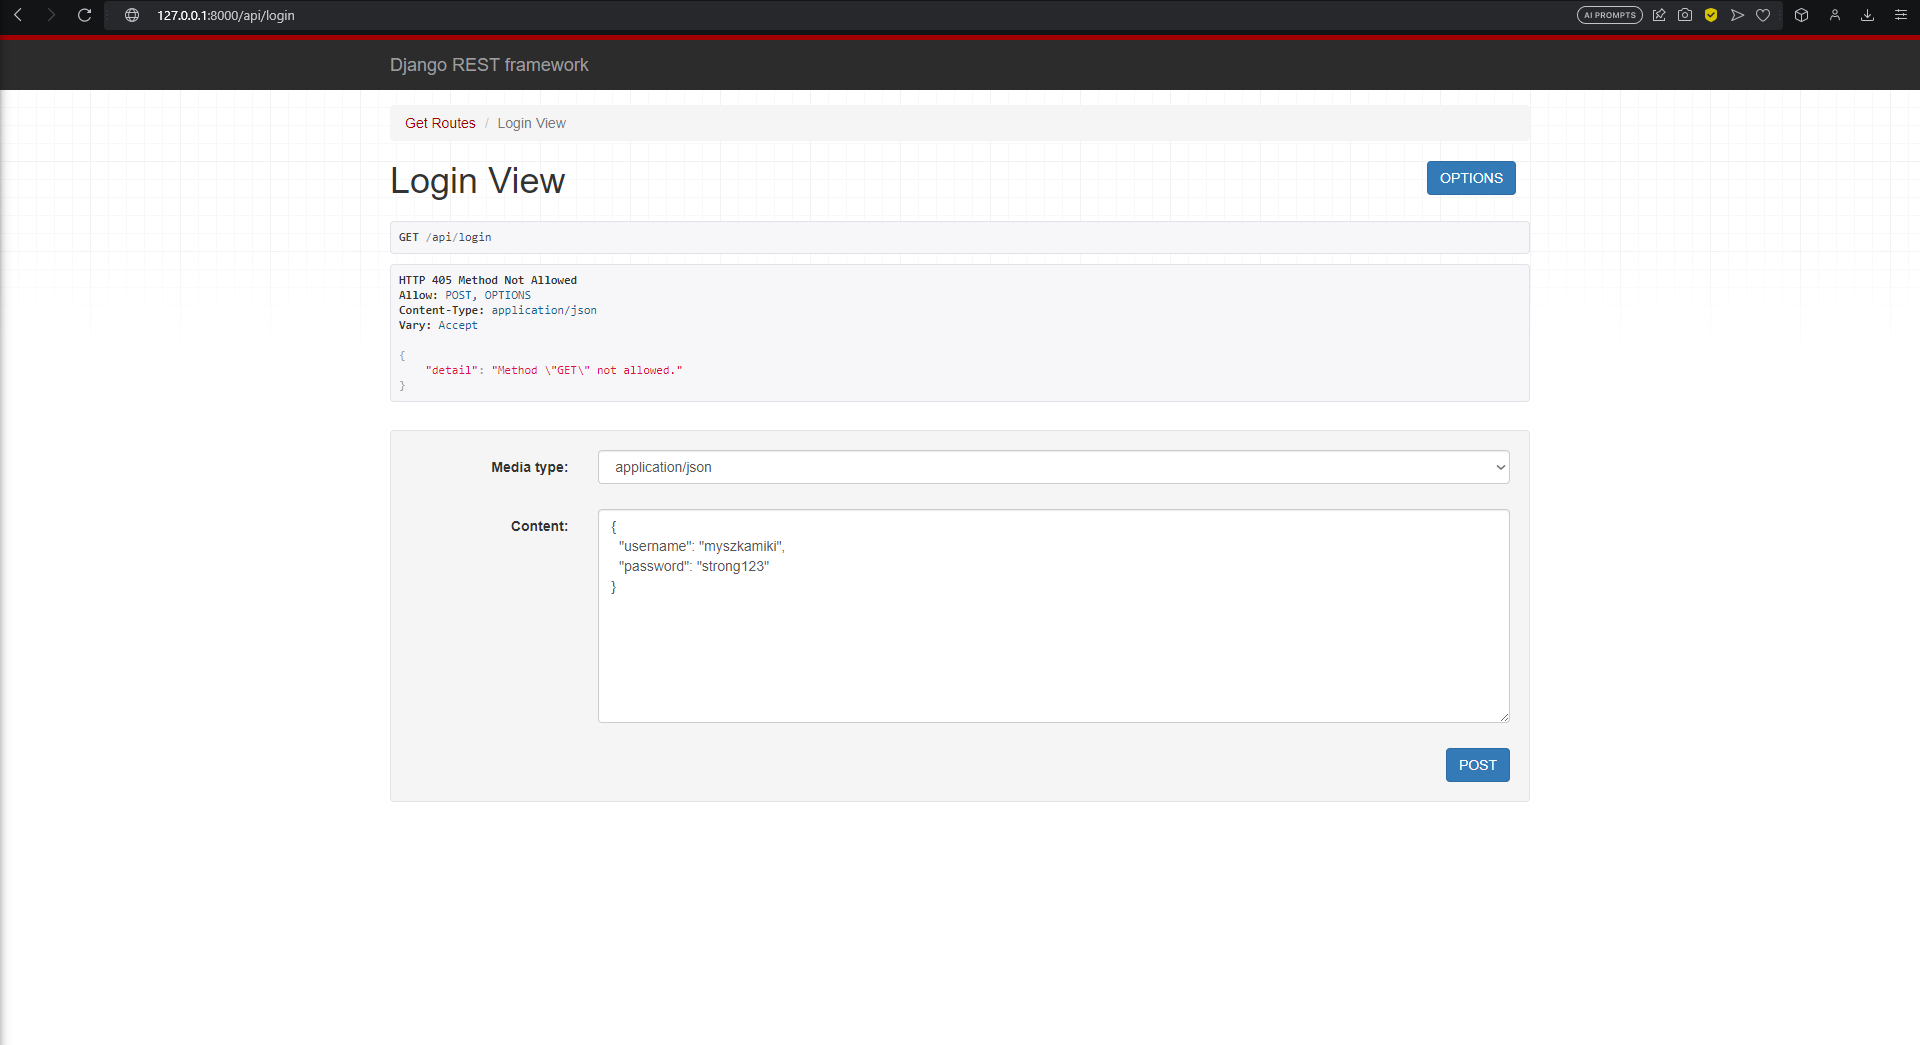 127.0.0.1:8000/api/login
AI PROMPTS
Django REST framework
Get Routes / Login View
Login View
OPTIONS
GET /api/login
HTTP 405 Method Not Allowed
Allow: POST, OPTIONS
Content-Type: application/json
Vary: Accept
{
    "detail": "Method \"GET\" not allowed."
}
Media type:
application/json
Content:
{
  "username": "myszkamiki",
  "password": "strong123"
}
POST